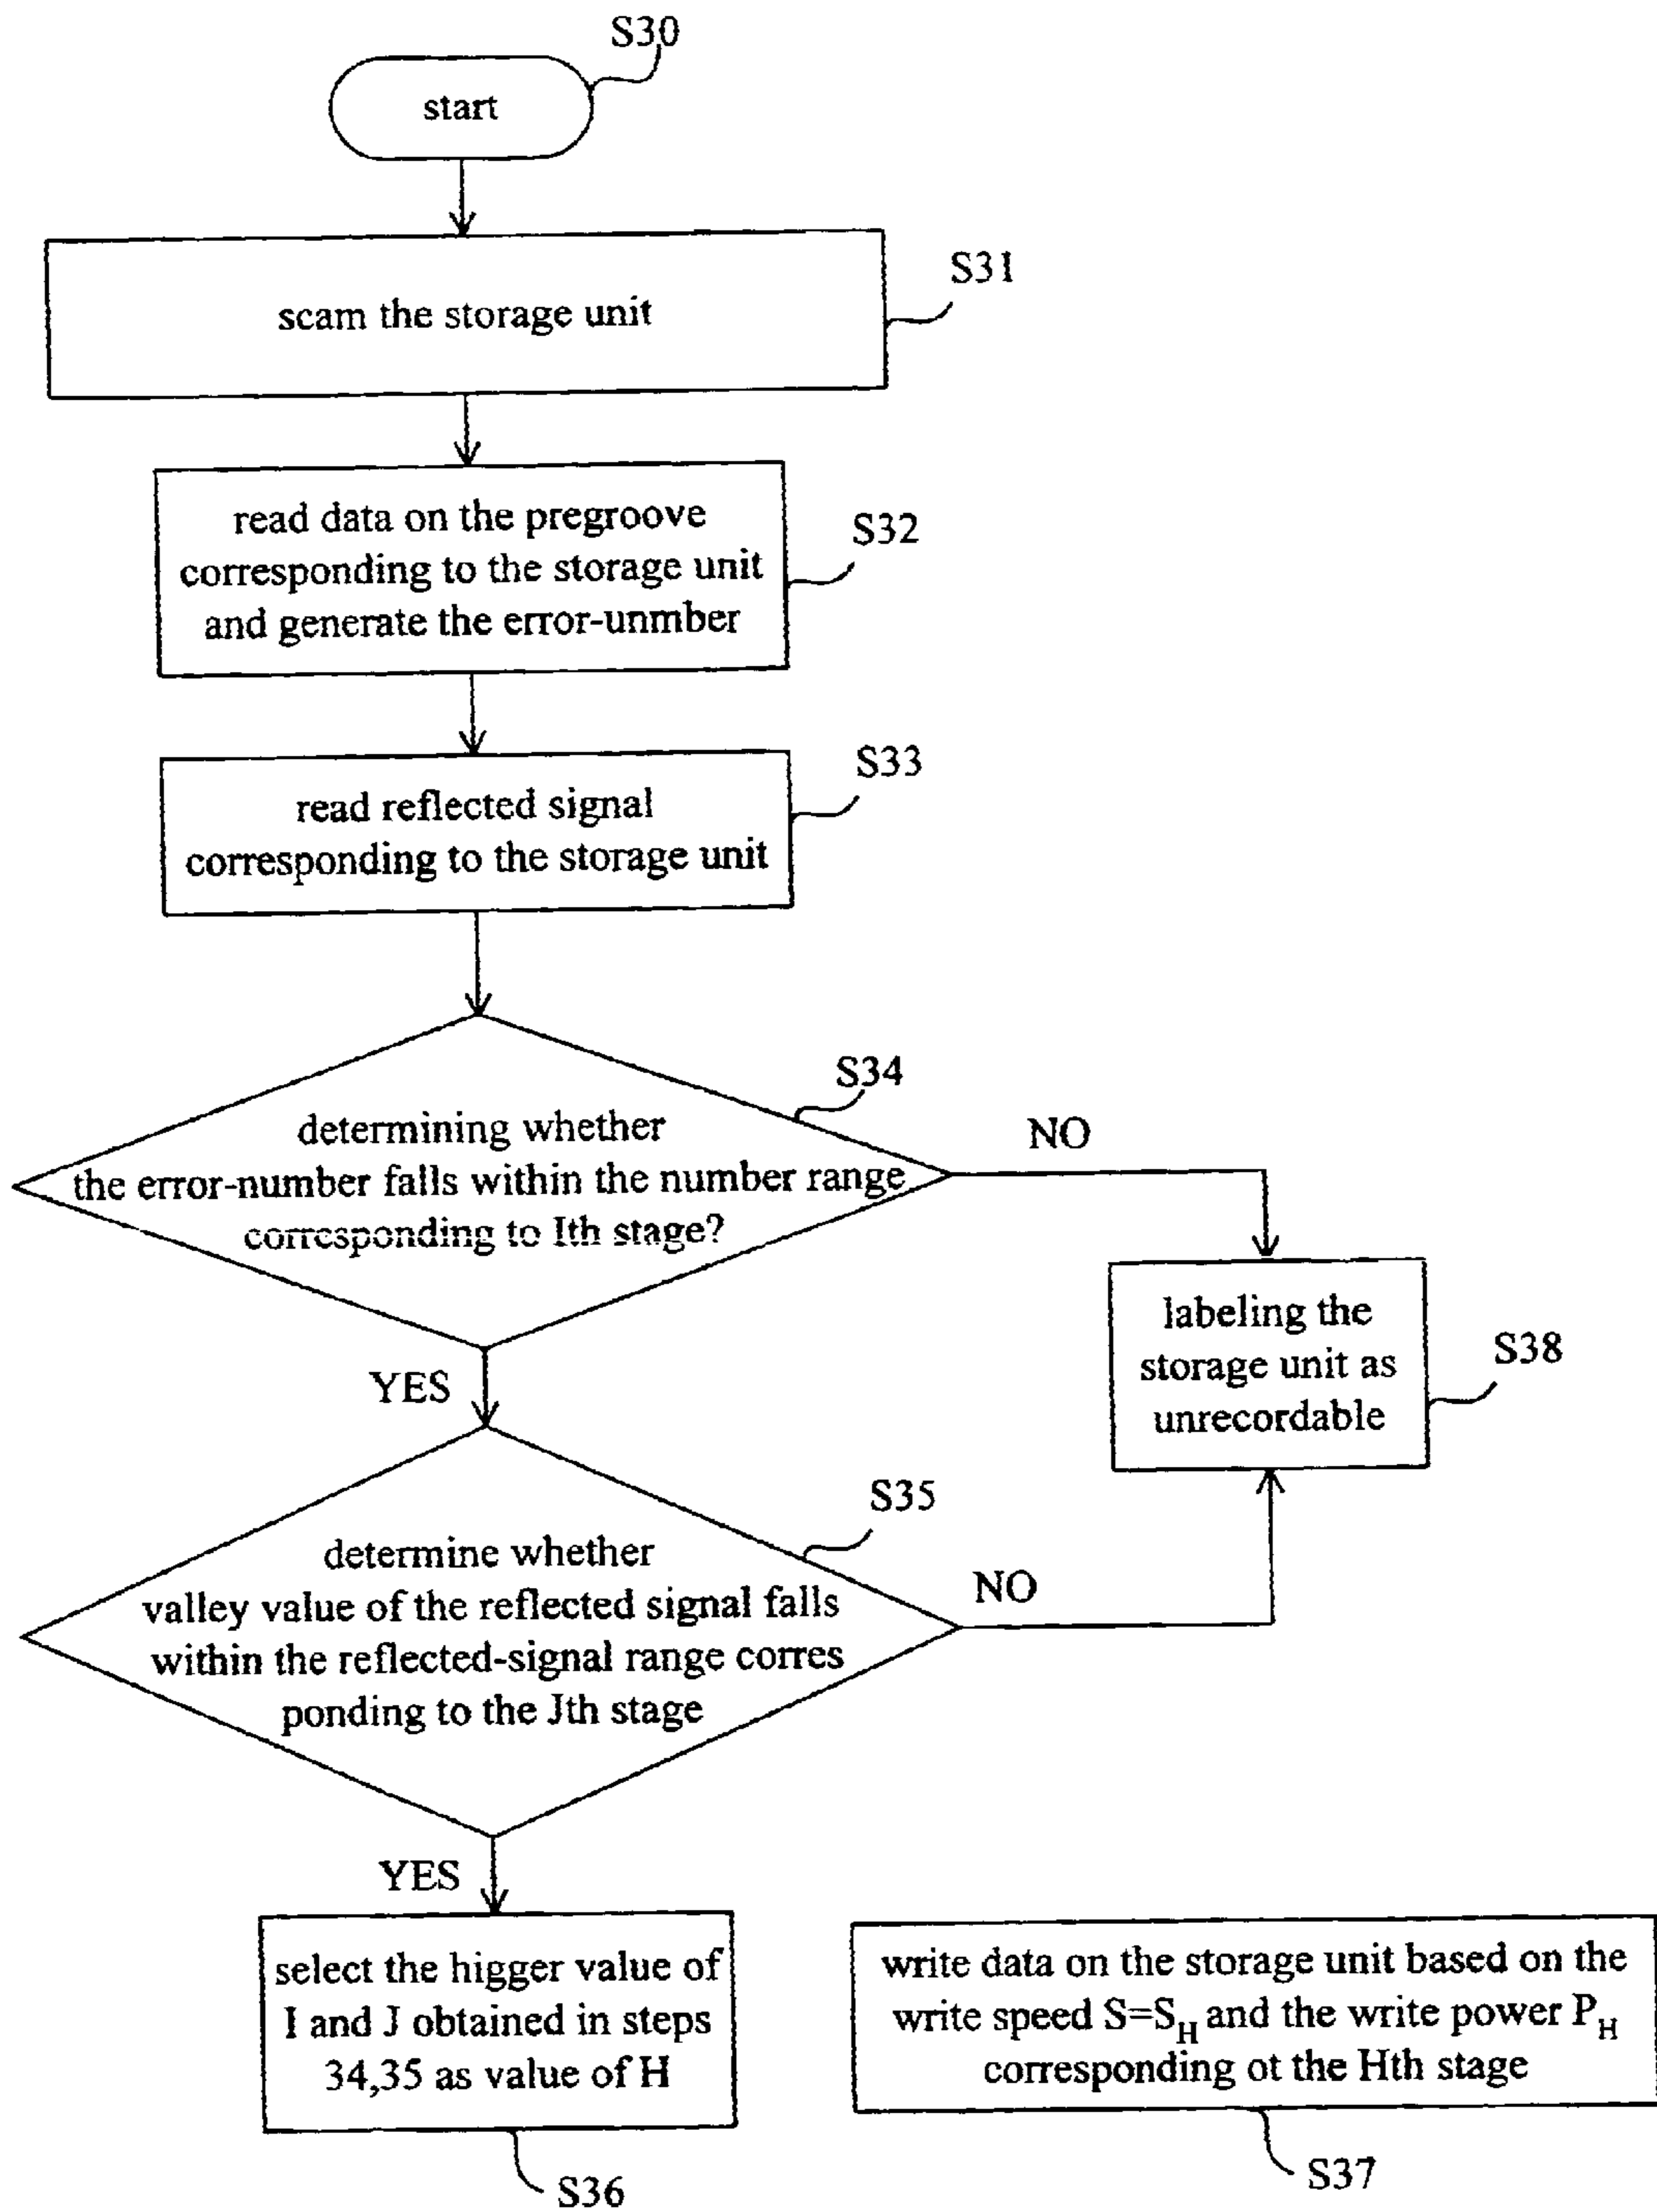 S30
start
S31
scam the storage unit
read data on the pregroove
corresponding to the storage unit
and generate the error-unmber
S32
S33
read reflected signal
corresponding to the storage unit
S34
determining whether
the error-number falls within the number range
corresponding to Ith stage?
NO
YES
labeling the
storage unit as
unrecordable
S38
S35
determine whether
valley value of the reflected signal falls
within the reflected-signal range corres
ponding to the Jth stage
NO
YES
select the higger value of
I and J obtained in steps
34,35 as value of H
S36
write data on the storage unit based on the
write speed S=S_H and the write power P_H
corresponding ot the Hth stage
S37